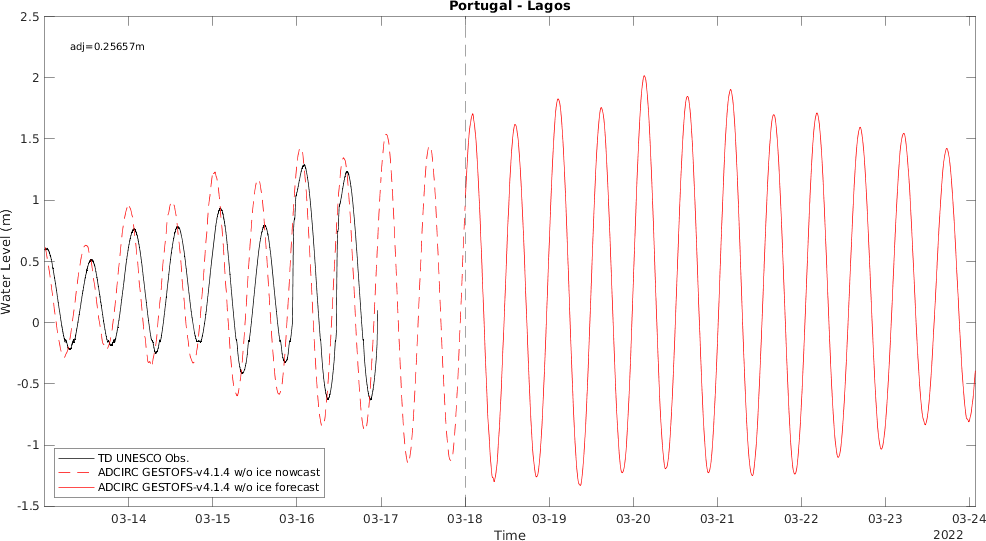 Portugal - Lagos
adj=0.25657m
2.5
2
1.5
1
0.5
0
-0.5
-1
-1.5
Water Level (m)
TD UNESCO Obs.
ADCIRC GESTOFS-v4.1.4 w/o ice nowcast
ADCIRC GESTOFS-v4.1.4 w/o ice forecast
03-14 03-15 03-16 03-17 03-18 03-19 03-20 03-21 03-22 03-23 03-24
Time
2022